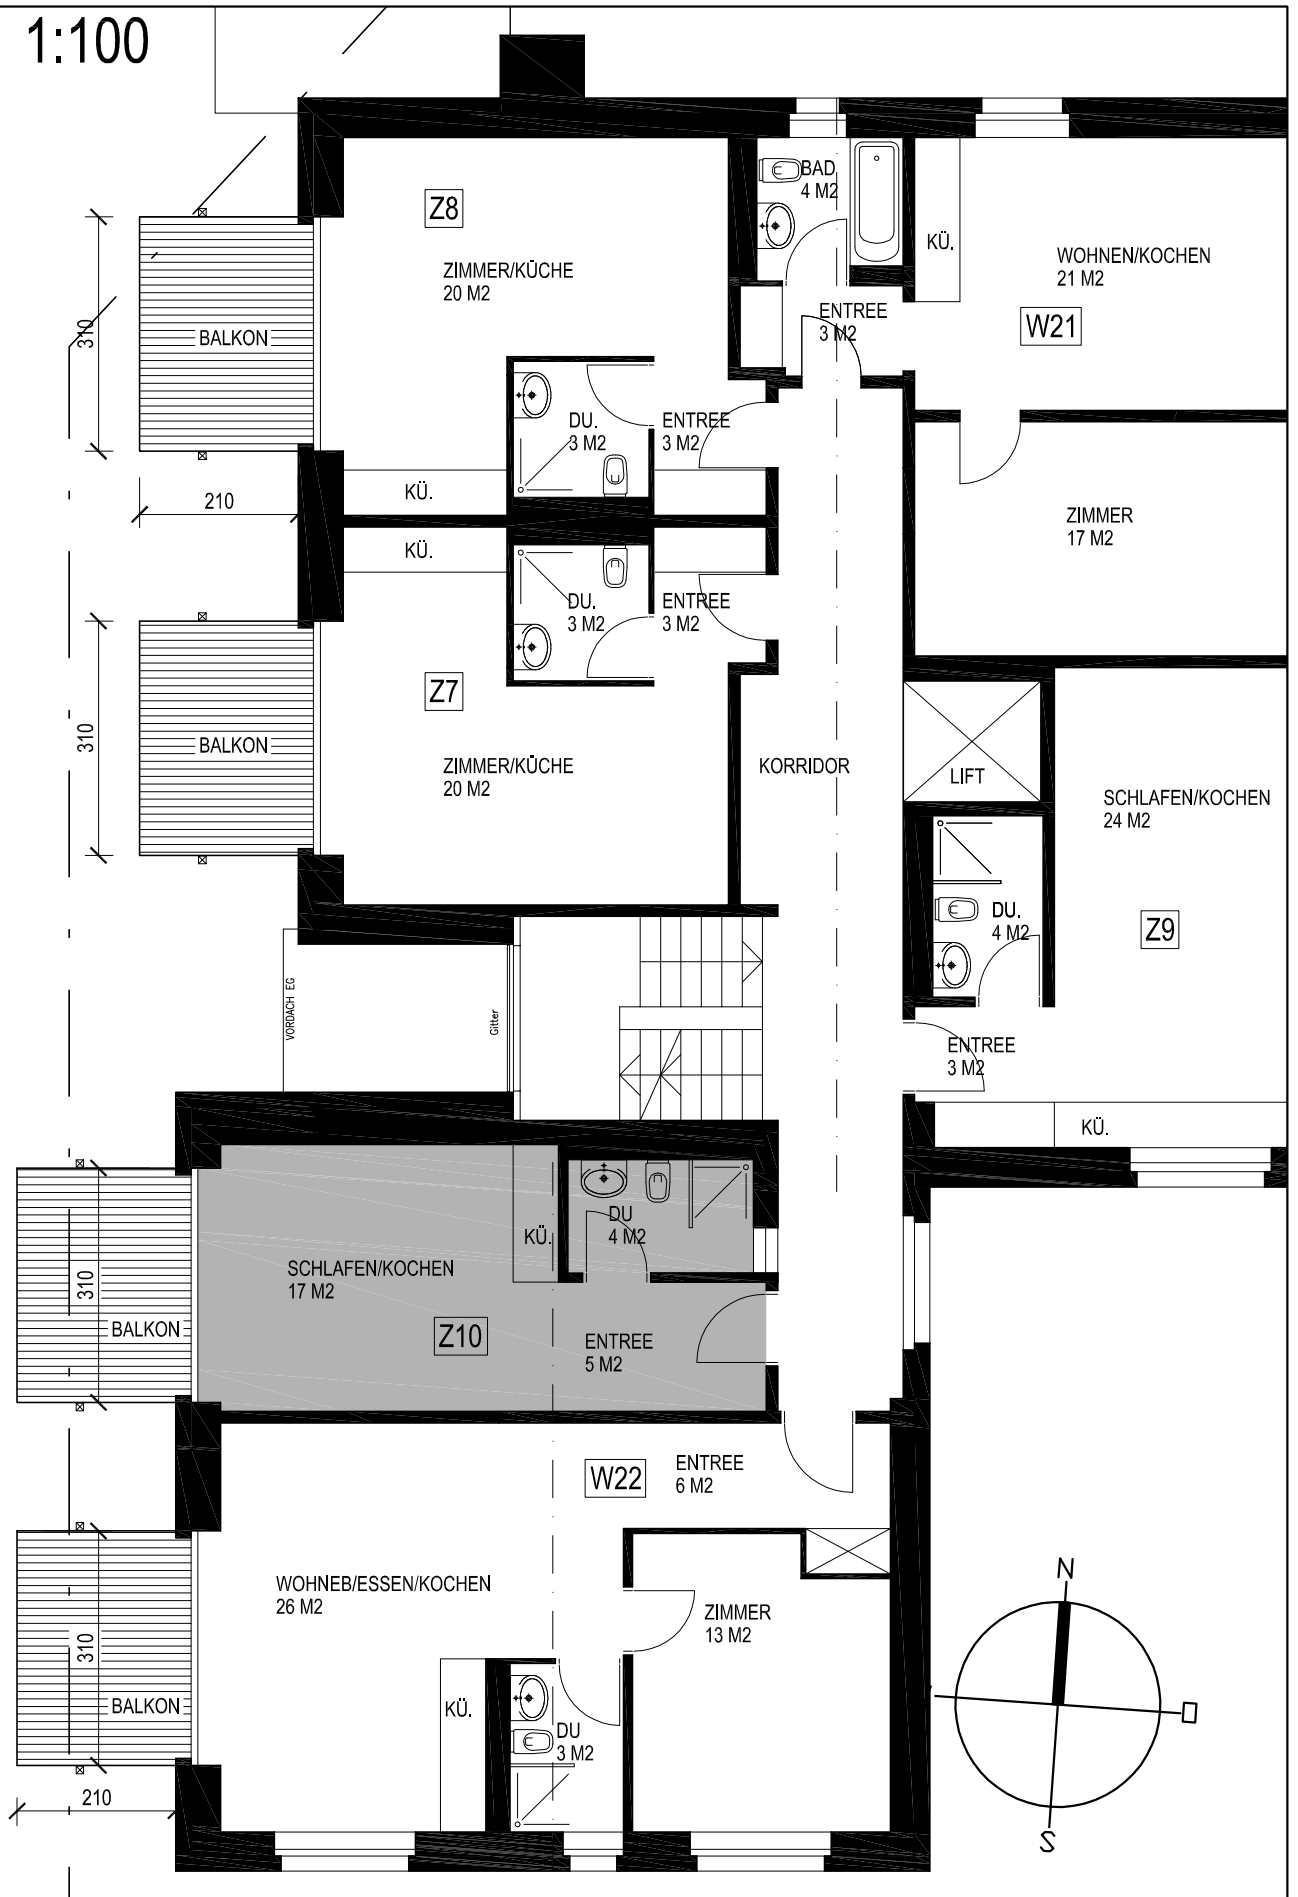 1:100
Z8
ZIMMER/KÜCHE
20 M2
BAD
4 M2
KÜ.
WOHNEN/KOCHEN
21 M2
W21
ENTREE
3 M2
310
BALKON
DU.
3 M2
ENTREE
3 M2
KÜ.
210
ZIMMER
17 M2
KÜ.
DU.
3 M2
ENTREE
3 M2
Z7
310
BALKON
ZIMMER/KÜCHE
20 M2
KORRIDOR
LIFT
SCHLAFEN/KOCHEN
24 M2
DU.
4 M2
Z9
VORDACH EG
Gitter
ENTREE
3 M2
KÜ.
DU
4 M2
KÜ.
SCHLAFEN/KOCHEN
17 M2
310
BALKON
Z10
ENTREE
5 M2
W22
ENTREE
6 M2
WOHNEB/ESSEN/KOCHEN
26 M2
ZIMMER
13 M2
310
BALKON
KÜ.
DU
3 M2
210
N
O
S